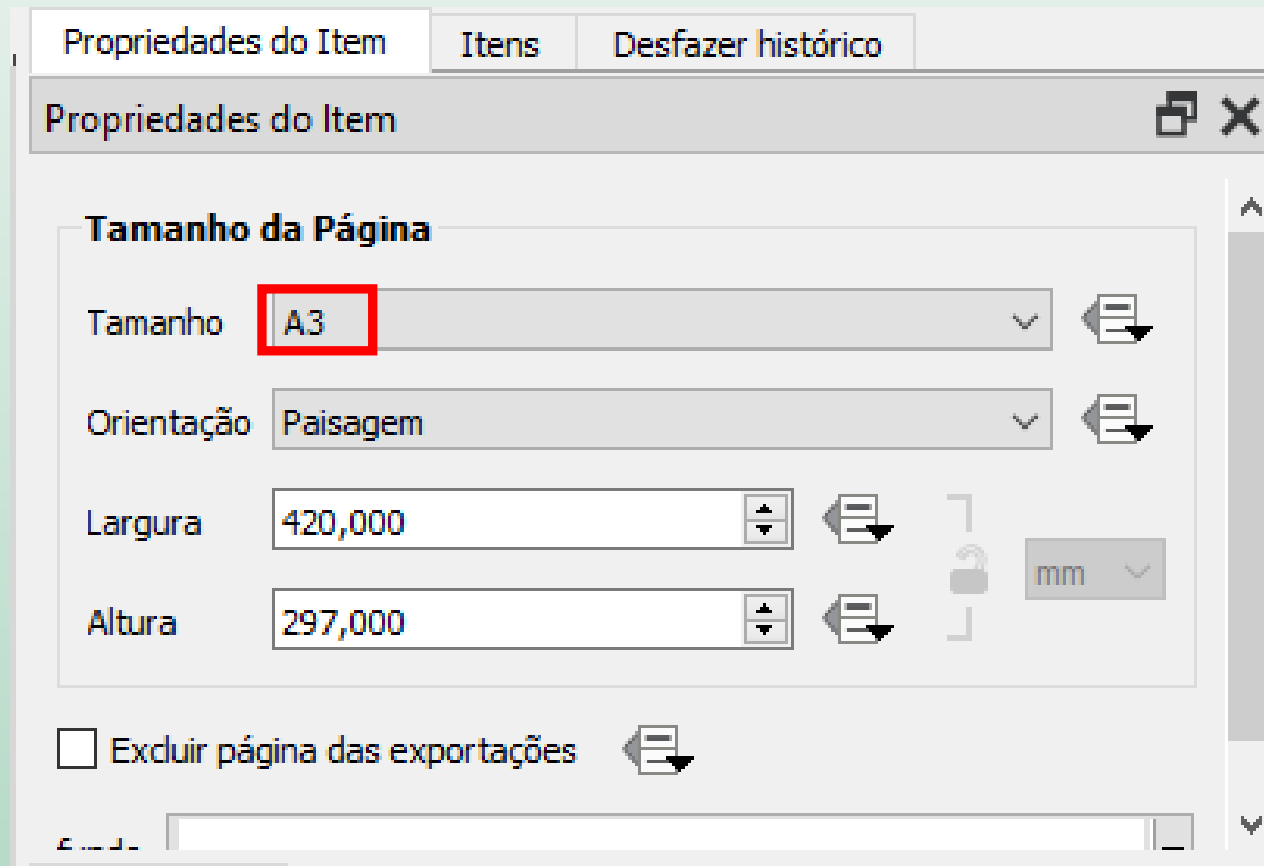 Propriedades do Item
Itens
Desfazer histórico
Propriedades do Item
Tamanho da Página
Tamanho
A3
Orientação
Paisagem
Largura
420,000
mm
Altura
297,000
Excluir página das exportações